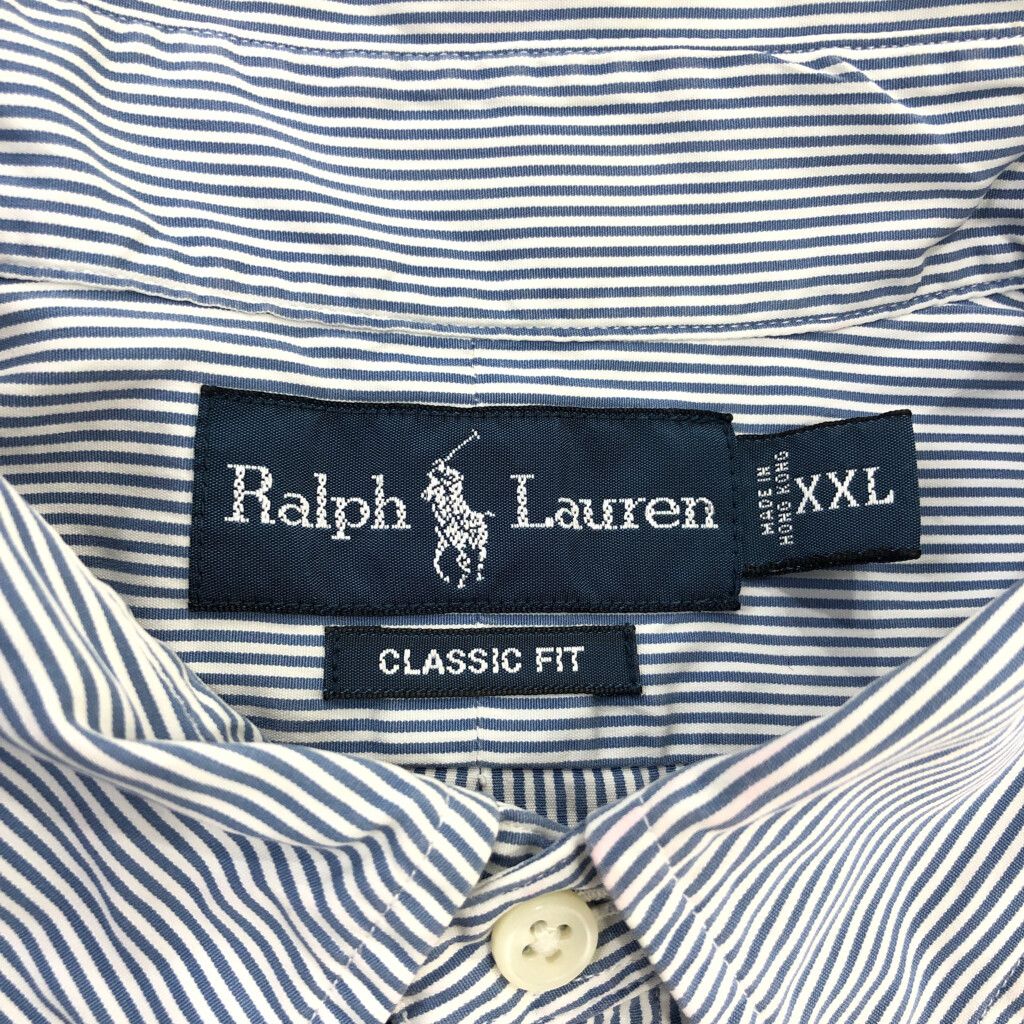 Ralph Lauren
MADE IN
HONG KONG
XXL
CLASSIC FIT